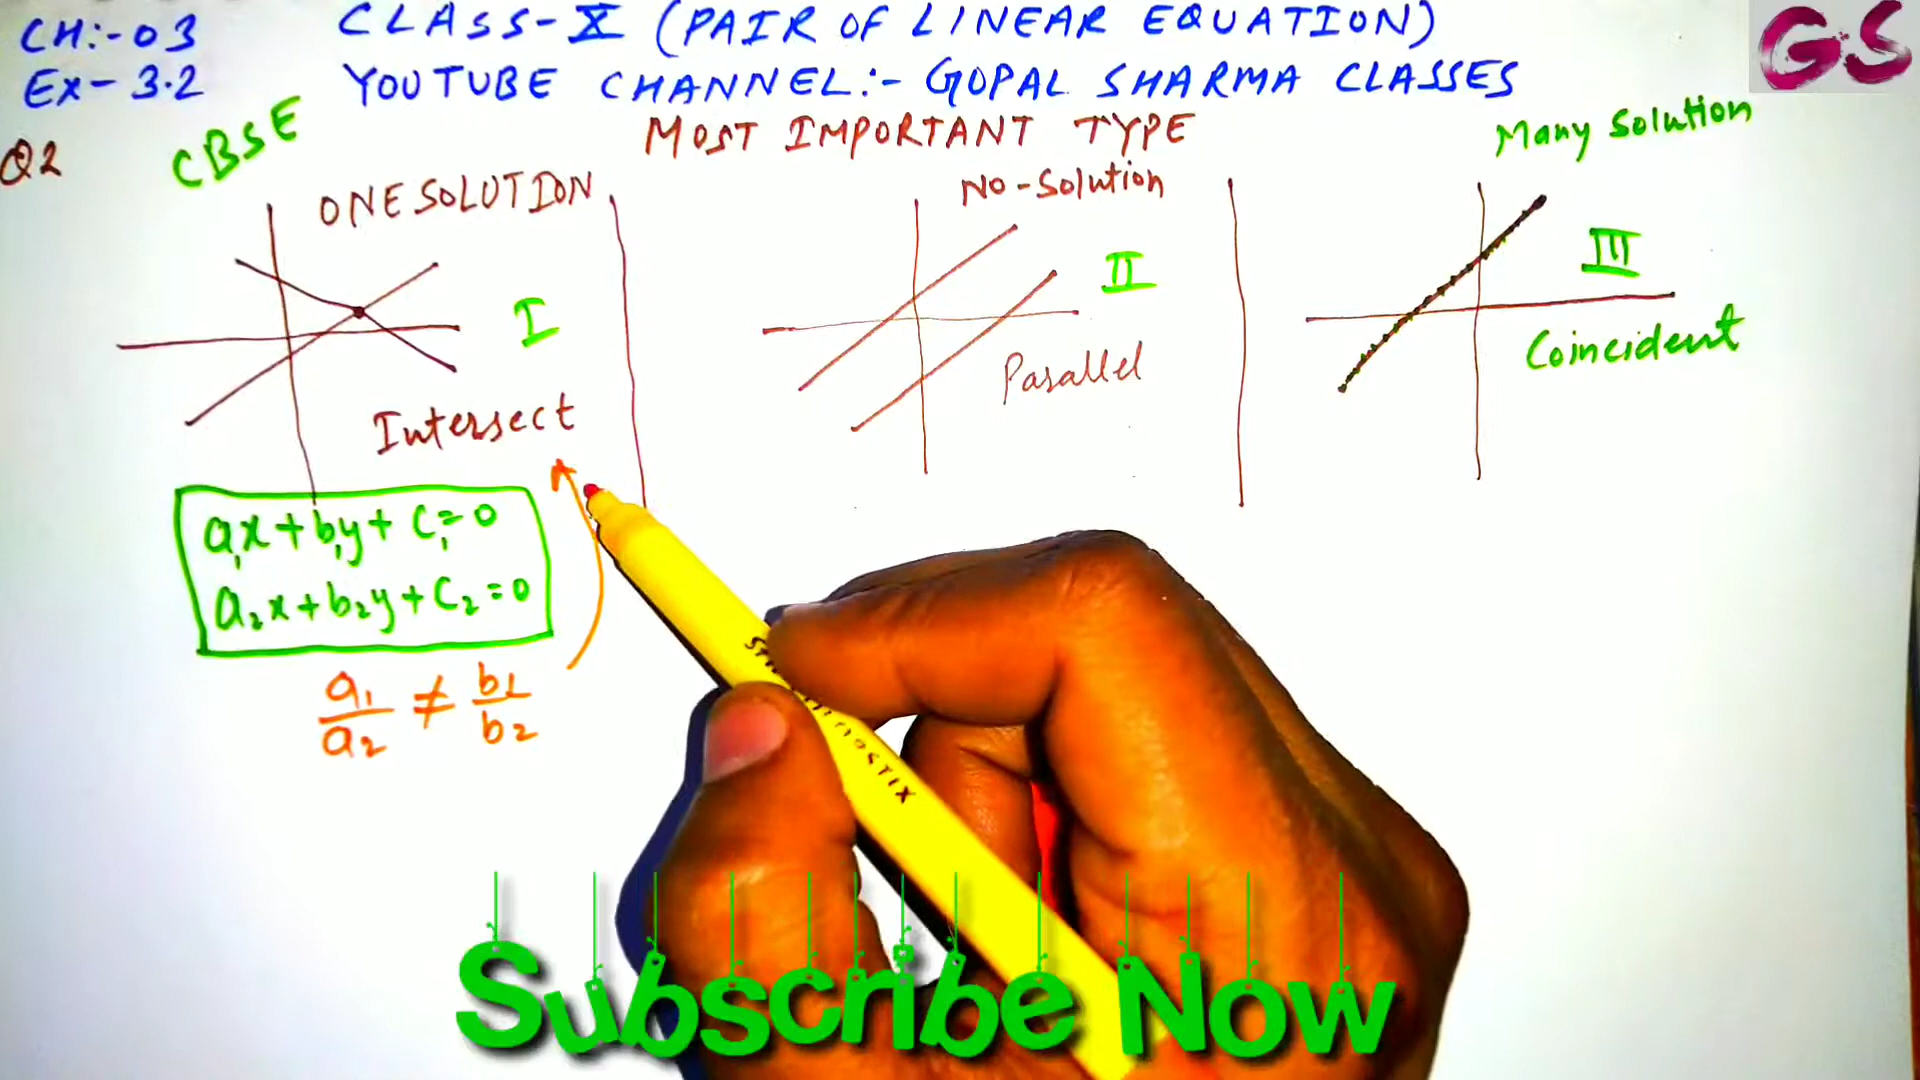 CH:-03 CLASS-X (PAIR OF LINEAR EQUATION)
Ex-3.2 YOUTUBE CHANNEL:- GOPAL SHARMA CLASSES
GS
Q2 CBSE MOST IMPORTANT TYPE Many Solution
ONE SOLUTION No-Solution
I II III
Intersect Parallel Coincident
a₁x+b₁y+c₁=0
a₂x+b₂y+c₂=0
a₁/a₂ ≠ b₁/b₂
Subscribe Now